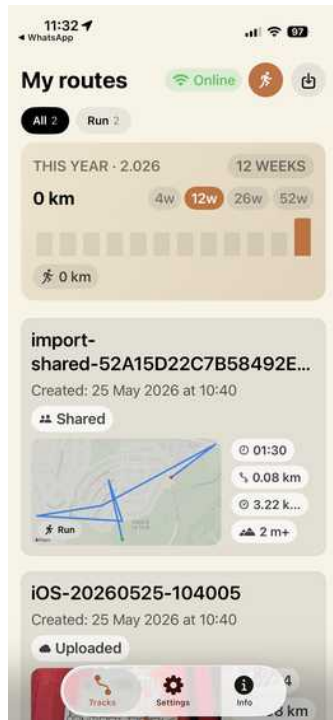 11:32
WhatsApp
97
My routes
Online
All 2
Run 2
THIS YEAR · 2.026
12 WEEKS
0 km
4w
12w
26w
52w
0 km
import-
shared-52A15D22C7B58492E...
Created: 25 May 2026 at 10:40
Shared
01:30
0.08 km
3.22 k...
2 m+
Run
iOS-20260525-104005
Created: 25 May 2026 at 10:40
Uploaded
Tracks
Settings
Info
km